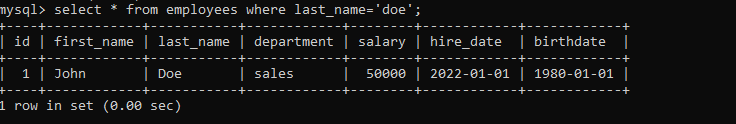 mysql> select * from employees where last_name='doe';
+----+------------+-----------+------------+--------+------------+------------+
| id | first_name | last_name | department | salary | hire_date  | birthdate  |
+----+------------+-----------+------------+--------+------------+------------+
|  1 | John       | Doe       | sales      |  50000 | 2022-01-01 | 1980-01-01 |
+----+------------+-----------+------------+--------+------------+------------+
1 row in set (0.00 sec)